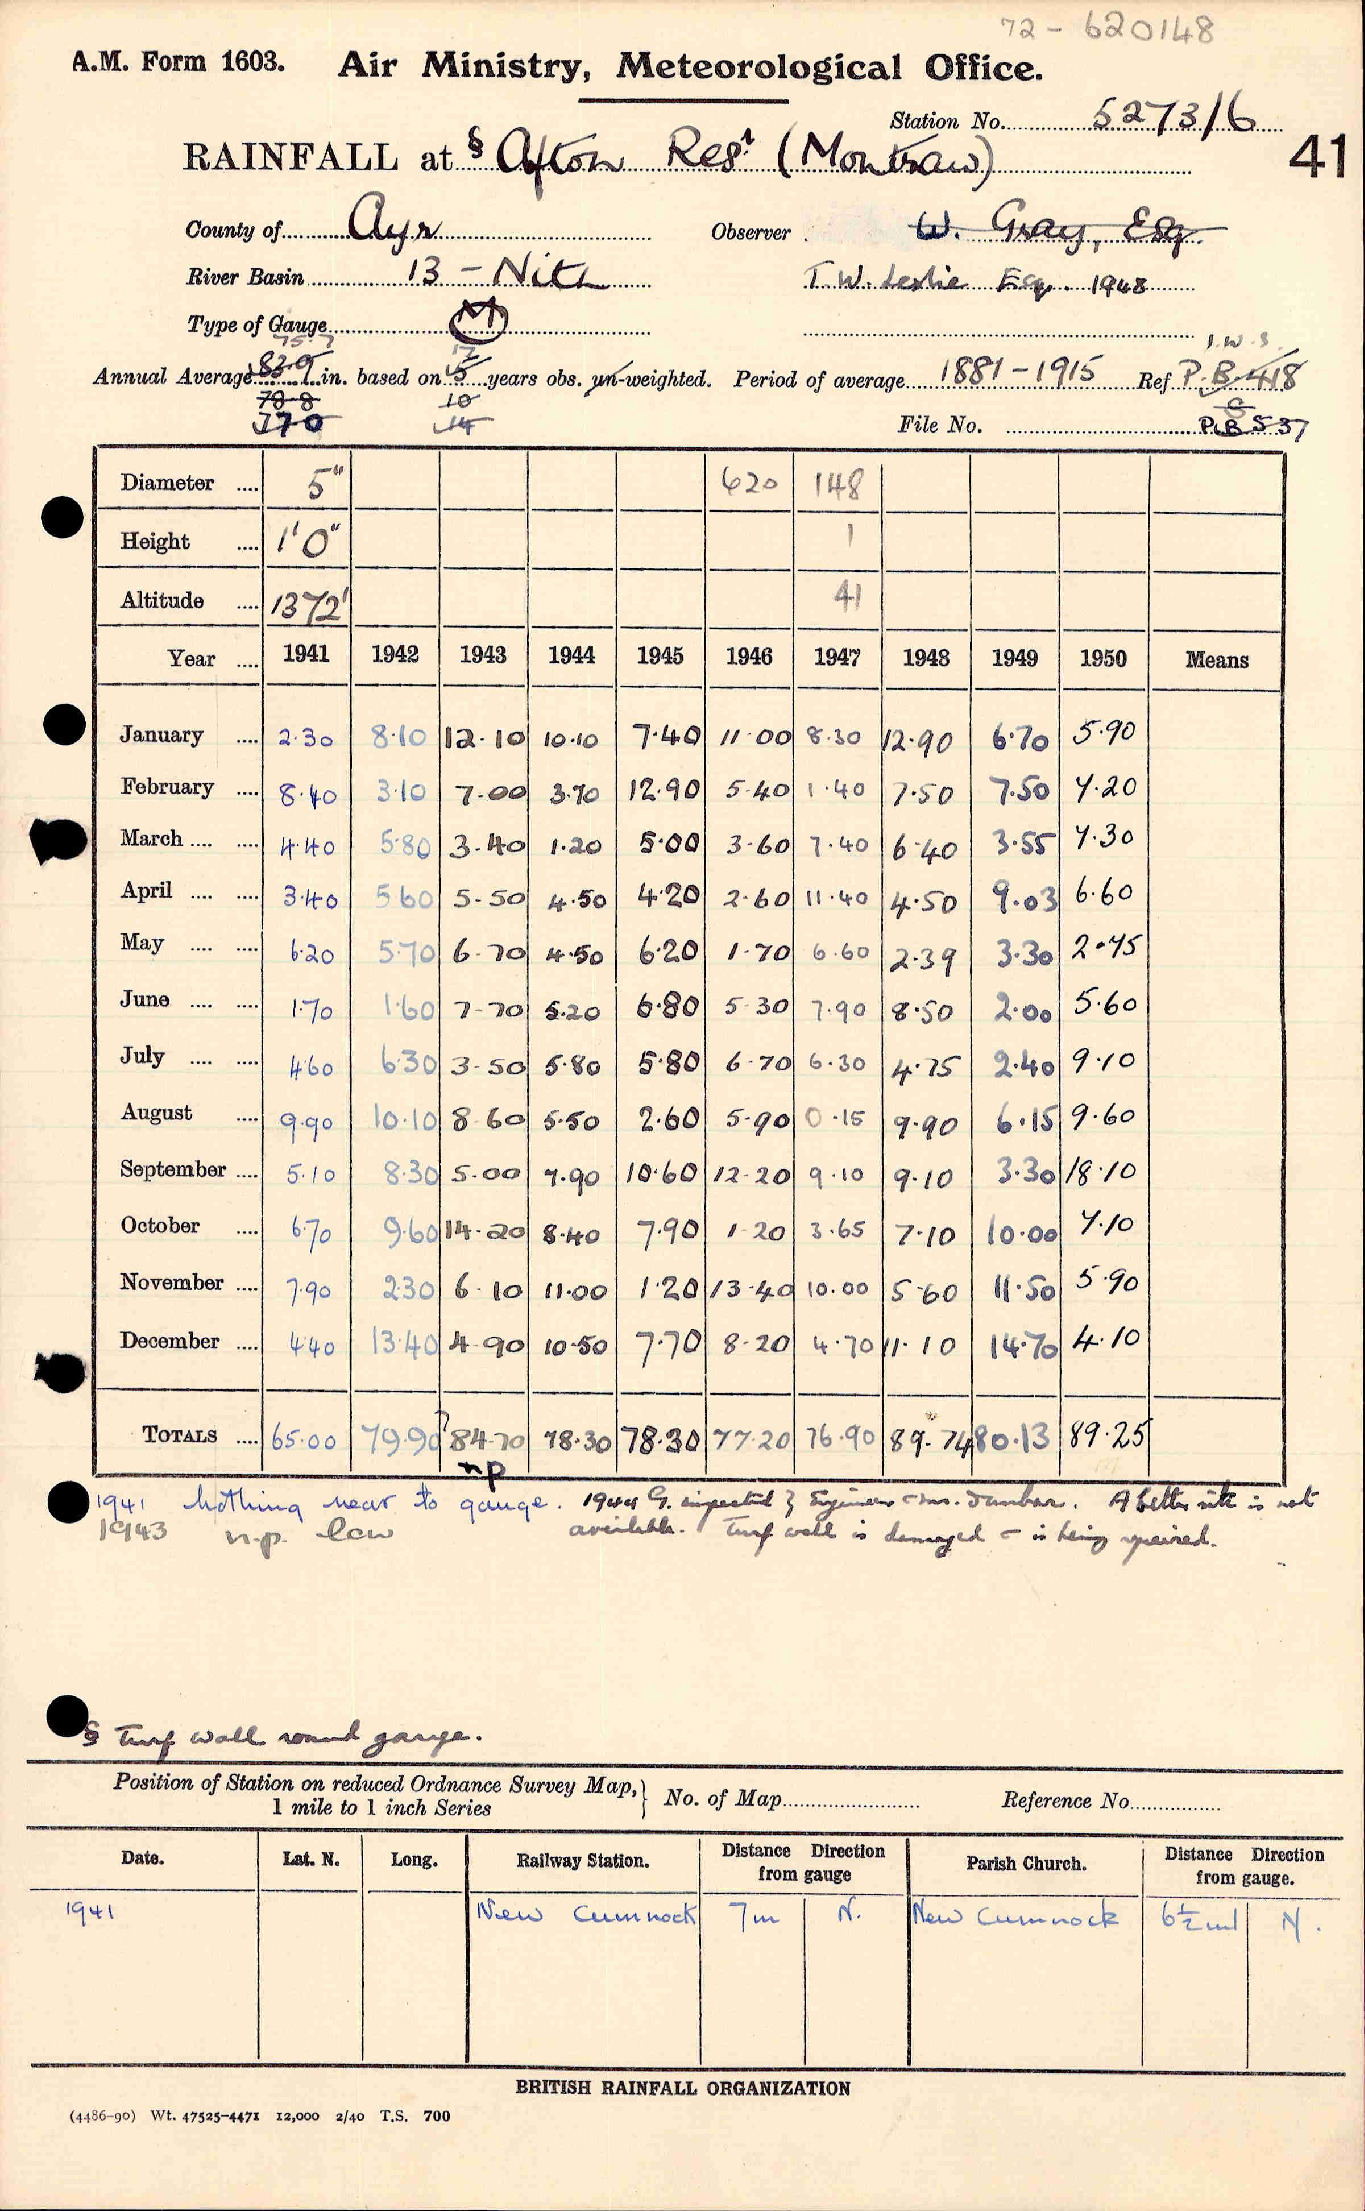 72 - 620148
A.M. Form 1603. Air Ministry, Meteorological Office.
Station No. 5273/6
41
RAINFALL at § Afton Resr (Montraw)
County of Ayr Observer W. Gray, Esq.
River Basin 13 - Nith T.W. Leslie Esq. 1948
Type of Gauge M
75.7 12 I.W.S.
Annual Average 83.9 in. based on 5 years obs. un-weighted. Period of average 1881-1915 Ref P.B. 418
78.8 10
770 14 File No. P.B 537
Diameter .... 5" 620 148
Height .... 1'0" 1
Altitude .... 1372' 41
Year .... 1941 1942 1943 1944 1945 1946 1947 1948 1949 1950 Means
January .... 2.30 8.10 12.10 10.10 7.40 11.00 8.30 12.90 6.70 5.90
February .... 8.40 3.10 7.00 3.70 12.90 5.40 1.40 7.50 7.50 7.20
March .... .... 4.40 5.80 3.40 1.20 5.00 3.60 7.40 6.40 3.55 7.30
April .... .... 3.40 5.60 5.50 4.50 4.20 2.60 11.40 4.50 9.03 6.60
May .... .... 6.20 5.70 6.70 4.50 6.20 1.70 6.60 2.39 3.30 2.75
June .... .... 1.70 1.60 7.70 5.20 6.80 5.30 7.90 8.50 2.00 5.60
July .... .... 4.60 6.30 3.50 5.80 5.80 6.70 6.30 4.75 2.40 9.10
August .... 9.90 10.10 8.60 5.50 2.60 5.90 0.15 9.90 6.15 9.60
September .... 5.10 8.30 5.00 7.90 10.60 12.20 9.10 9.10 3.30 18.10
October .... 6.70 9.60 14.20 8.40 7.90 1.20 3.65 7.10 10.00 7.10
November .... 7.90 2.30 6.10 11.00 1.20 13.40 10.00 5.60 11.50 5.90
December .... 4.40 13.40 4.90 10.50 7.70 8.20 4.70 11.10 14.70 4.10
TOTALS .... 65.00 79.90 ?84.70 78.30 78.30 77.20 76.90 89.74 80.13 89.25
np
1941 Nothing near to gauge. 1944 G. inspected by Engineer & Mr. Dunbar. A better site is not
1943 n.p. low available. Turf wall is damaged & is being repaired.
§ Turf wall round gauge.
Position of Station on reduced Ordnance Survey Map,} No. of Map Reference No.
1 mile to 1 inch Series
Date. Lat. N. Long. Railway Station. Distance Direction from gauge Parish Church. Distance Direction from gauge.
1941 New Cumnock 7m N. New Cumnock 6½ml N.
BRITISH RAINFALL ORGANIZATION
(4486-90) Wt. 47525-4471 12,000 2/40 T.S. 700